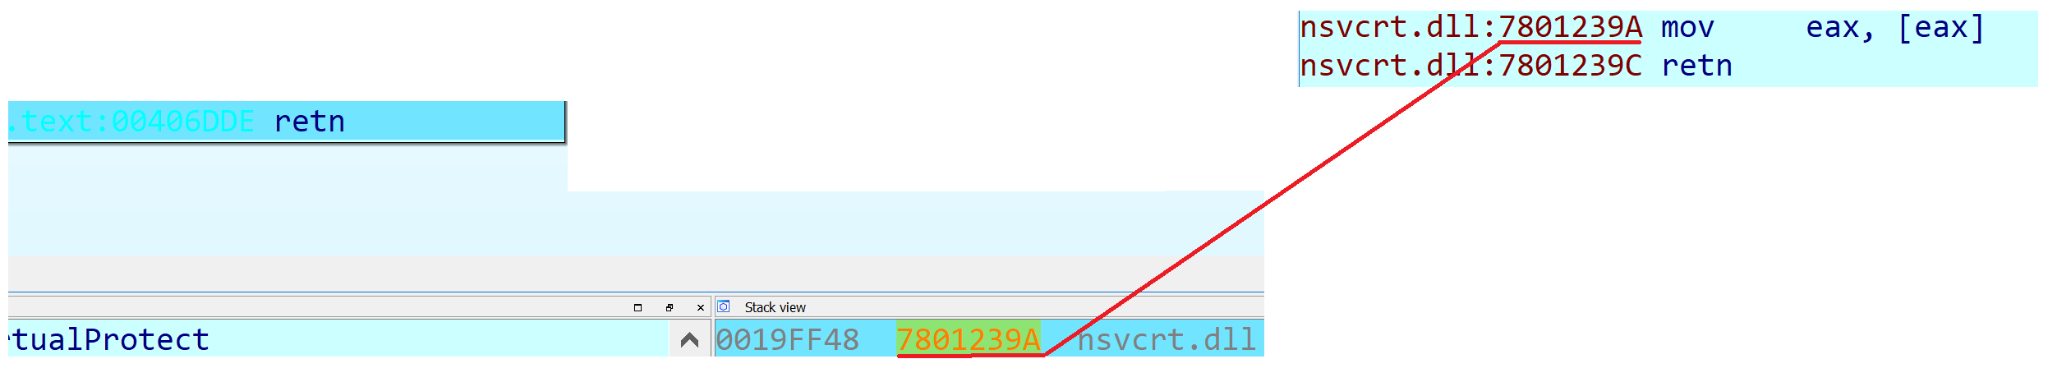 nsvcrt.dll:7801239A mov eax, [eax]
nsvcrt.dll:7801239C retn
.text:00406DDE retn
Stack view
tualProtect
0019FF48 7801239A nsvcrt.dll